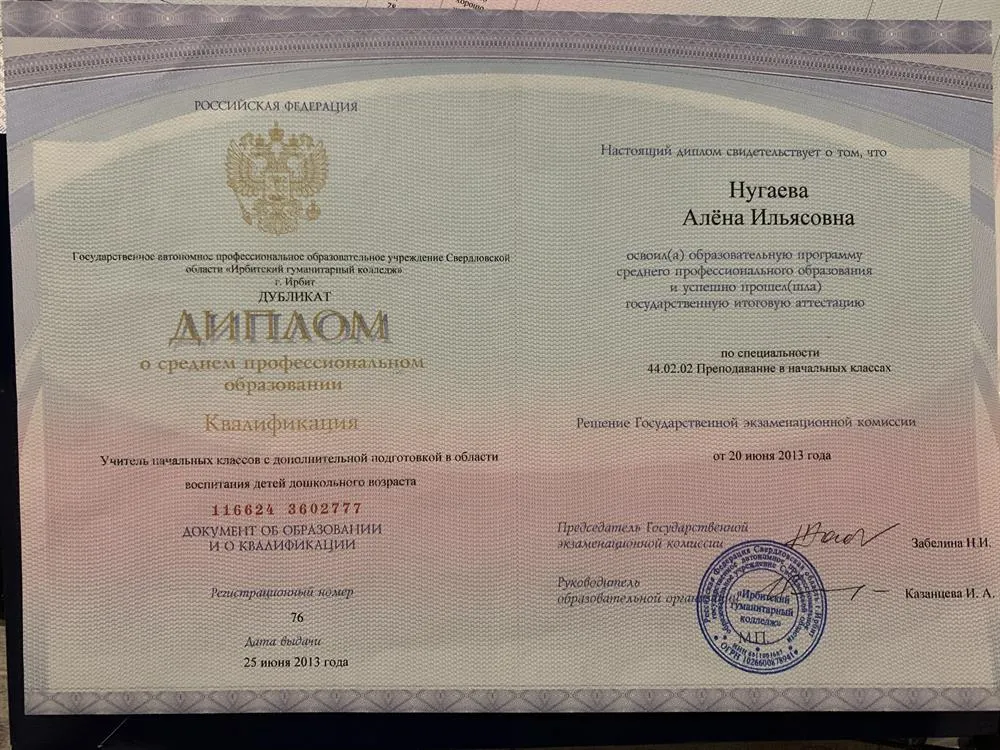 РОССИЙСКАЯ ФЕДЕРАЦИЯ
Государственное автономное профессиональное образовательное учреждение Свердловской
области «Ирбитский гуманитарный колледж»
г. Ирбит
ДУБЛИКАТ
ДИПЛОМ
о среднем профессиональном
образовании
Квалификация
Учитель начальных классов с дополнительной подготовкой в области
воспитания детей дошкольного возраста
116624 3602777
ДОКУМЕНТ ОБ ОБРАЗОВАНИИ
И О КВАЛИФИКАЦИИ
Регистрационный номер
76
Дата выдачи
25 июня 2013 года
Настоящий диплом свидетельствует о том, что
Нугаева
Алёна Ильясовна
освоил(а) образовательную программу
среднего профессионального образования
и успешно прошел(шла)
государственную итоговую аттестацию
по специальности
44.02.02 Преподавание в начальных классах
Решение Государственной экзаменационной комиссии
от 20 июня 2013 года
Председатель Государственной
экзаменационной комиссии
Забелина Н.И.
Руководитель
образовательной
Казанцева И. А.
«Ирбитский
гуманитарный
колледж»
М.П.